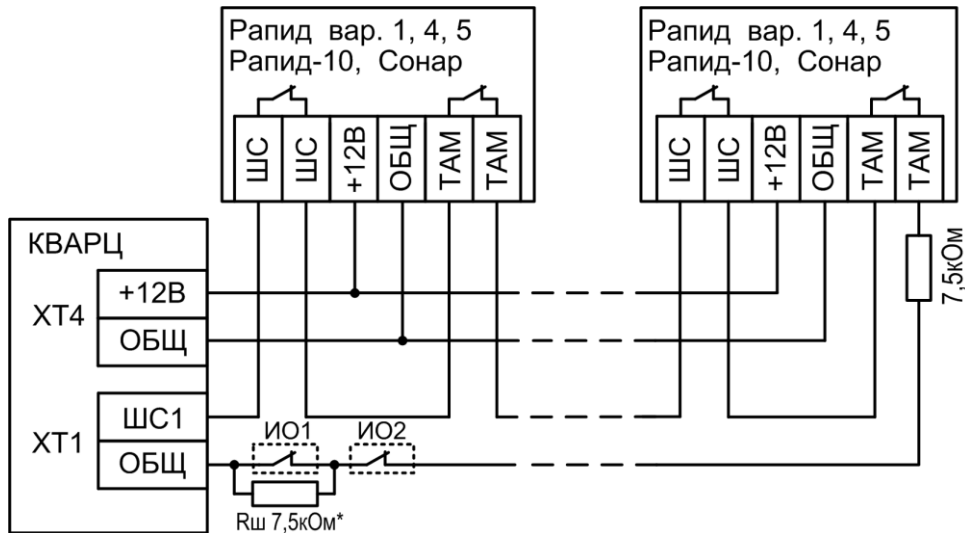 Рапид вар. 1, 4, 5
Рапид-10, Сонар
ШС
ШС
+12В
ОБЩ
ТАМ
ТАМ
Рапид вар. 1, 4, 5
Рапид-10, Сонар
ШС
ШС
+12В
ОБЩ
ТАМ
ТАМ
7,5кОм
КВАРЦ
ХТ4
+12В
ОБЩ
ХТ1
ШС1
ОБЩ
ИО1
ИО2
Rш 7,5кОм*